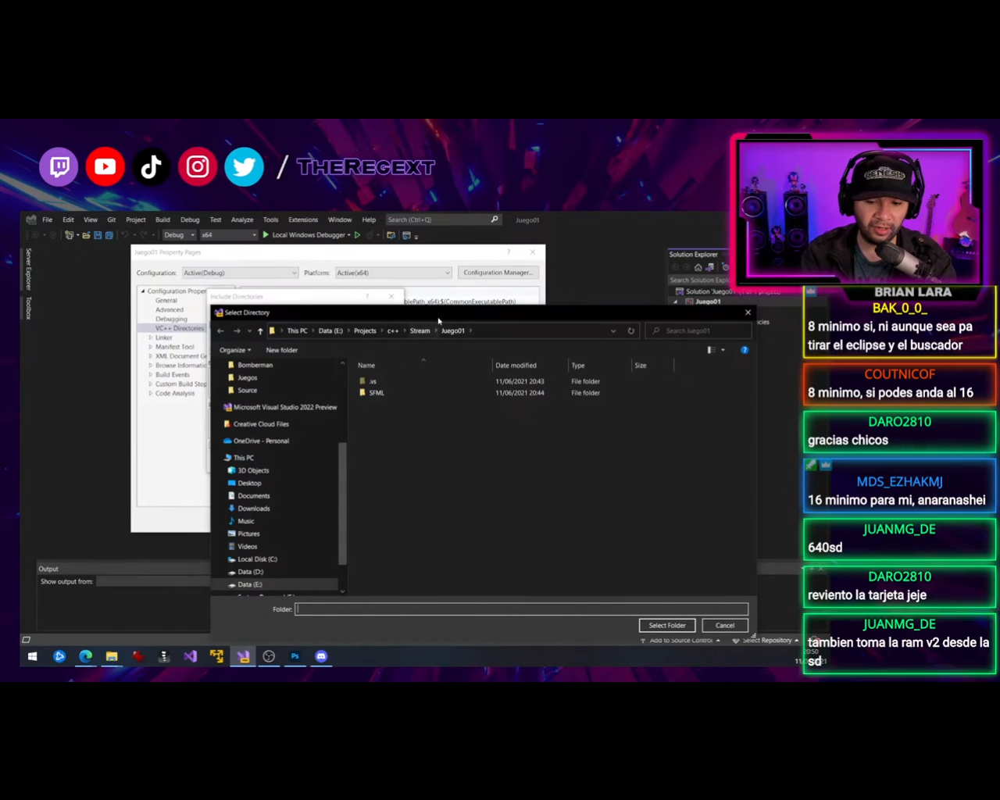 / THEREGEXT
File Edit View Git Project Build Debug Test Analyze Tools Extensions Window Help Search (Ctrl+Q) Juego01
Debug x64 Local Windows Debugger
Server Explorer
Toolbox
Juego01 Property Pages
Configuration: Active(Debug) Platform: Active(x64) Configuration Manager...
General
Advanced
Debugging
VC++ Directories
Linker
Manifest Tool
XML Document Ge
Browse Informatio
Build Events
Custom Build Step
Code Analysis
Include Directories
x64);$(CommonExecutablePath)
Select Directory
This PC > Data (E:) > Projects > c++ > Stream > Juego01 >
Search Juego01
Organize New folder
Bomberman
Juegos
Source
Microsoft Visual Studio 2022 Preview
Creative Cloud Files
OneDrive - Personal
This PC
3D Objects
Desktop
Documents
Downloads
Music
Pictures
Videos
Local Disk (C:)
Data (D:)
Data (E:)
Name Date modified Type Size
.vs 11/06/2021 20:43 File folder
SFML 11/06/2021 20:44 File folder
Folder:
Select Folder Cancel
Solution Explorer
Search Solution Explo
Solution 'Juego01'
Juego01
Output
Show output from:
Add to Source Control Select Repository
20:50
GENESIS
BRIAN LARA
BAK_0_0_
8 minimo si, ni aunque sea pa
tirar el eclipse y el buscador
COUTNICOF
8 minimo, si podes anda al 16
DARO2810
gracias chicos
MDS_EZHAKMJ
16 minimo para mi, anaranashei
JUANMG_DE
640sd
DARO2810
reviento la tarjeta jeje
JUANMG_DE
tambien toma la ram v2 desde la
sd